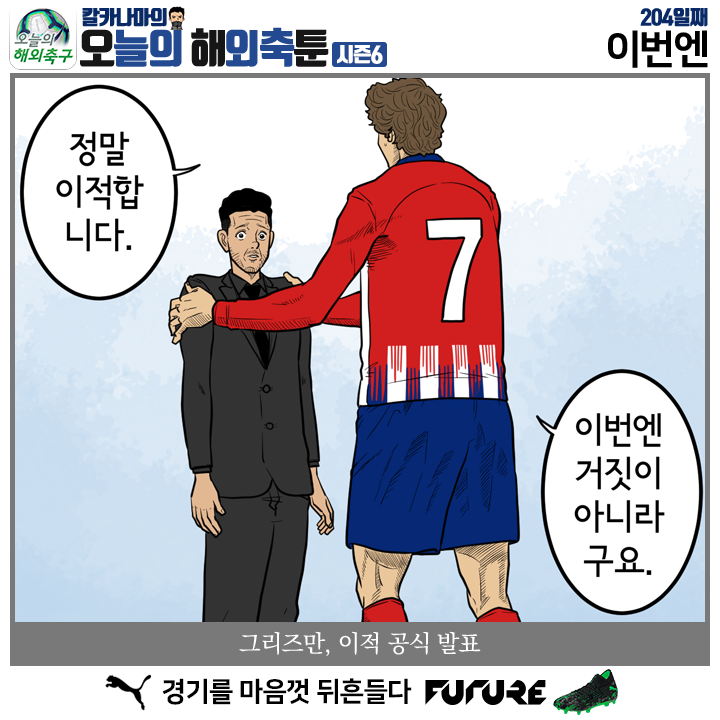 오늘의
해외축구
칼카나마의
오늘의 해외축툰
시즌6
204일째
이번엔
정말
이적합
니다.
7
이번엔
거짓이
아니라
구요.
그리즈만, 이적 공식 발표
경기를 마음껏 뒤흔들다 FUTURE